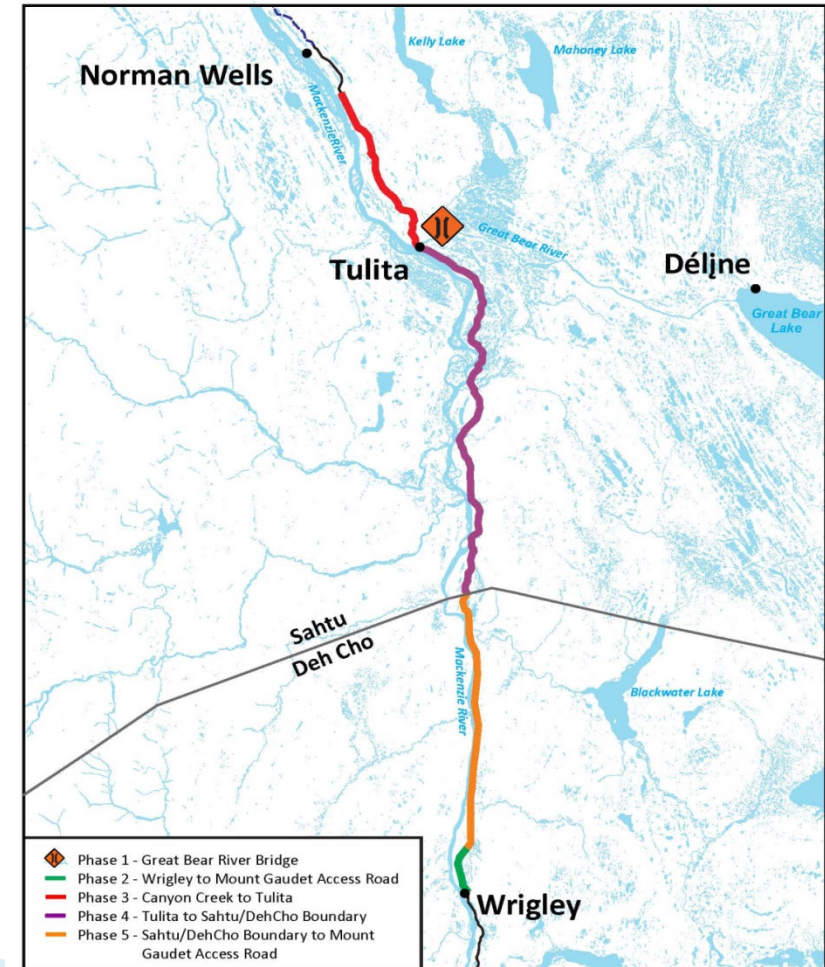 Kelly Lake
Mahoney Lake
Norman Wells
Mackenzie River
Great Bear River
Tulita
Délįne
Great Bear
Lake
Sahtu
Deh Cho
Mackenzie River
Blackwater Lake
Wrigley
Phase 1 - Great Bear River Bridge
Phase 2 - Wrigley to Mount Gaudet Access Road
Phase 3 - Canyon Creek to Tulita
Phase 4 - Tulita to Sahtu/DehCho Boundary
Phase 5 - Sahtu/DehCho Boundary to Mount
Gaudet Access Road